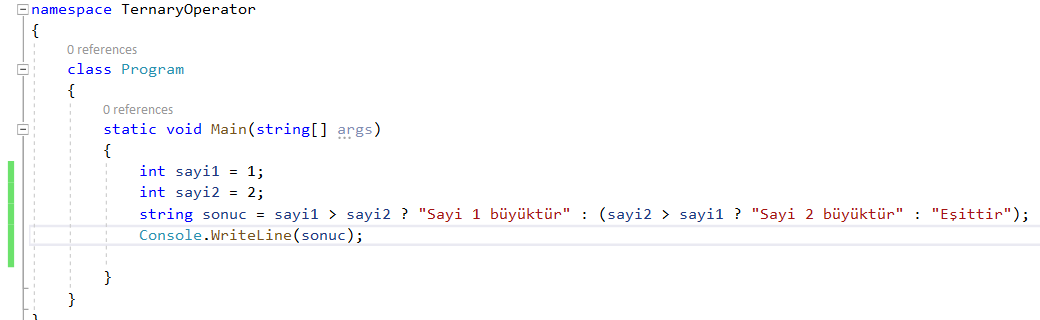 namespace TernaryOperator
{
0 references
class Program
{
0 references
static void Main(string[] args)
{
int sayi1 = 1;
int sayi2 = 2;
string sonuc = sayi1 > sayi2 ? "Sayi 1 büyüktür" : (sayi2 > sayi1 ? "Sayi 2 büyüktür" : "Eşittir");
Console.WriteLine(sonuc);
}
}
}